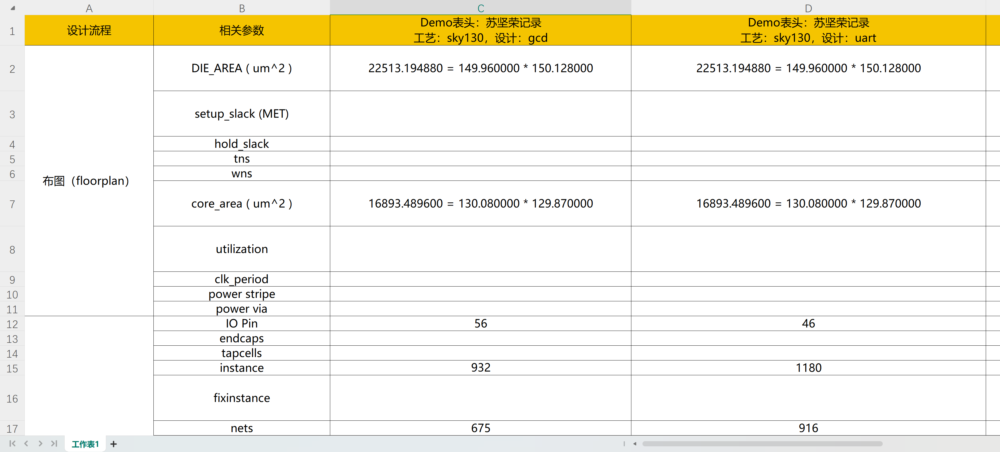 A B C D
1 设计流程 相关参数 Demo表头：苏坚荣记录 Demo表头：苏坚荣记录
工艺：sky130，设计：gcd 工艺：sky130，设计：uart
2 DIE_AREA ( um^2 ) 22513.194880 = 149.960000 * 150.128000 22513.194880 = 149.960000 * 150.128000
3 setup_slack (MET)
4 hold_slack
5 tns
6 wns
布图（floorplan）
7 core_area ( um^2 ) 16893.489600 = 130.080000 * 129.870000 16893.489600 = 130.080000 * 129.870000
8 utilization
9 clk_period
10 power stripe
11 power via
12 IO Pin 56 46
13 endcaps
14 tapcells
15 instance 932 1180
16 fixinstance
17 nets 675 916
工作表1